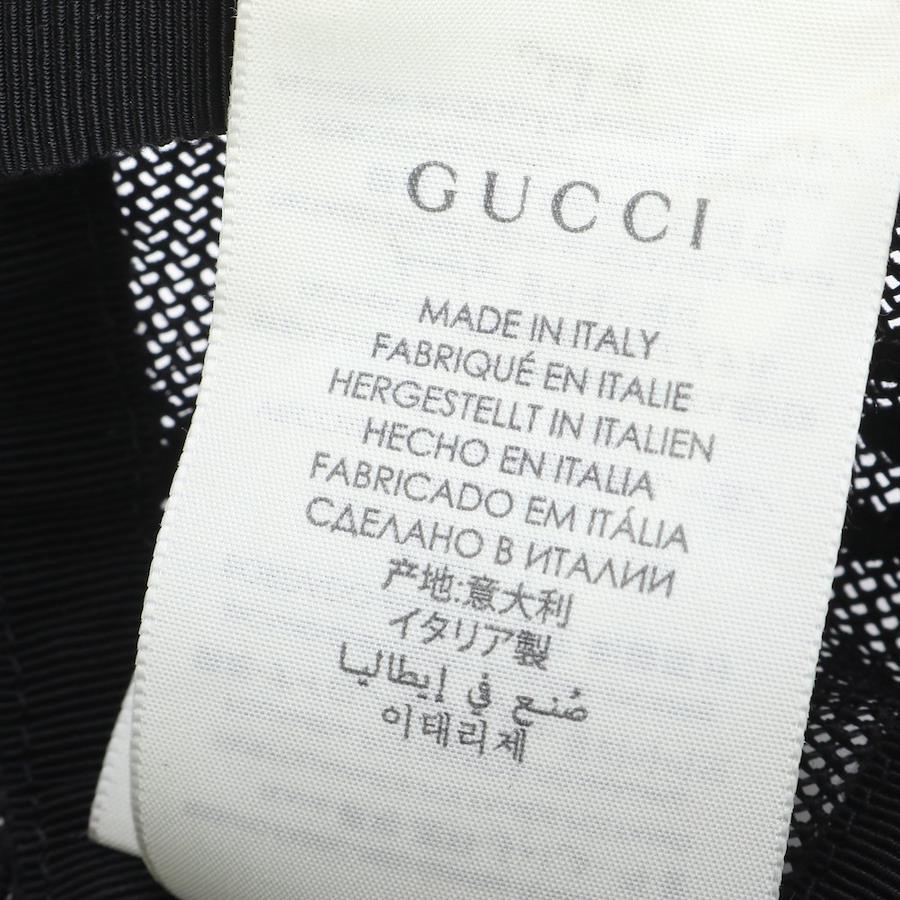 GUCCI
MADE IN ITALY
FABRIQUÉ EN ITALIE
HERGESTELLT IN ITALIEN
HECHO EN ITALIA
FABRICADO EM ITÁLIA
СДЕЛАНО В ИТАЛИИ
产地:意大利
イタリア製
صُنع في إيطاليا
이태리제